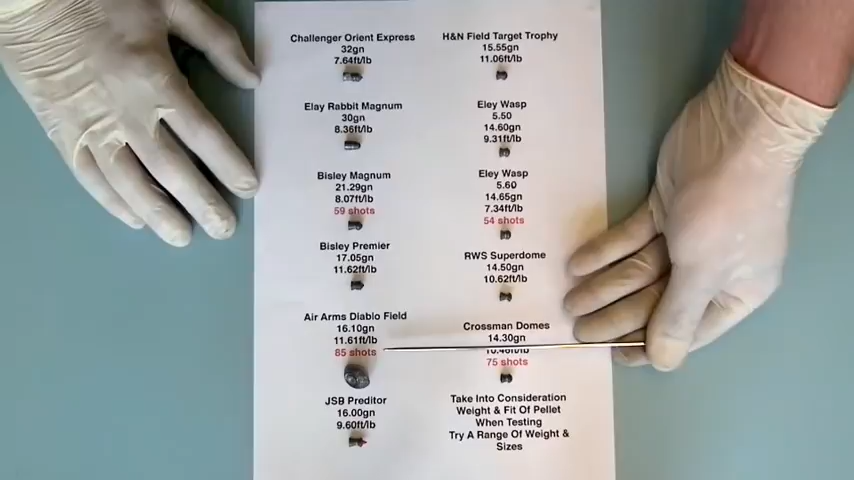 Challenger Orient Express
32gn
7.64ft/lb
Elay Rabbit Magnum
30gn
8.36ft/lb
Bisley Magnum
21.29gn
8.07ft/lb
59 shots
Bisley Premier
17.05gn
11.62ft/lb
Air Arms Diablo Field
16.10gn
11.61ft/lb
85 shots
JSB Preditor
16.00gn
9.60ft/lb
H&N Field Target Trophy
15.55gn
11.06ft/lb
Eley Wasp
5.50
14.60gn
9.31ft/lb
Eley Wasp
5.60
14.65gn
7.34ft/lb
54 shots
RWS Superdome
14.50gn
10.62ft/lb
Crossman Domes
14.30gn
10.46ft/lb
75 shots
Take Into Consideration
Weight & Fit Of Pellet
When Testing
Try A Range Of Weight &
Sizes